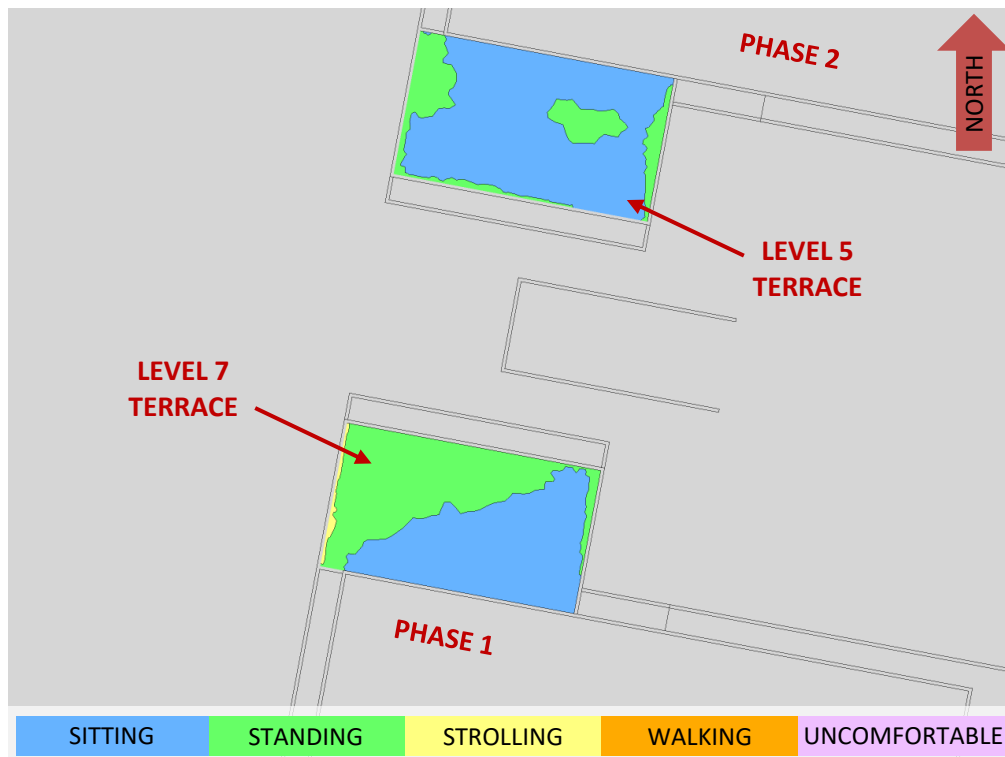 PHASE 2
NORTH
LEVEL 5
TERRACE
LEVEL 7
TERRACE
PHASE 1
SITTING
STANDING
STROLLING
WALKING
UNCOMFORTABLE